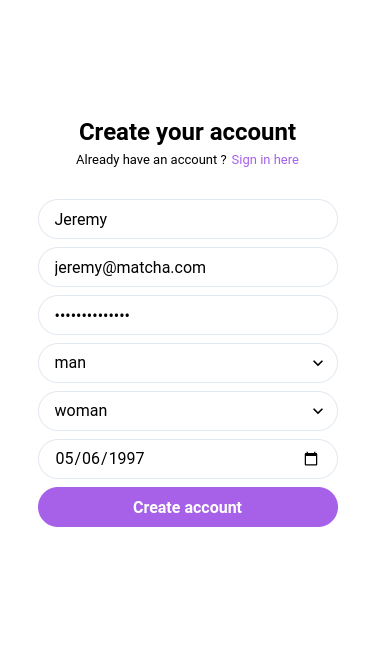 Create your account
Already have an account ? Sign in here
Jeremy
jeremy@matcha.com
••••••••••••••
man
woman
05/06/1997
Create account